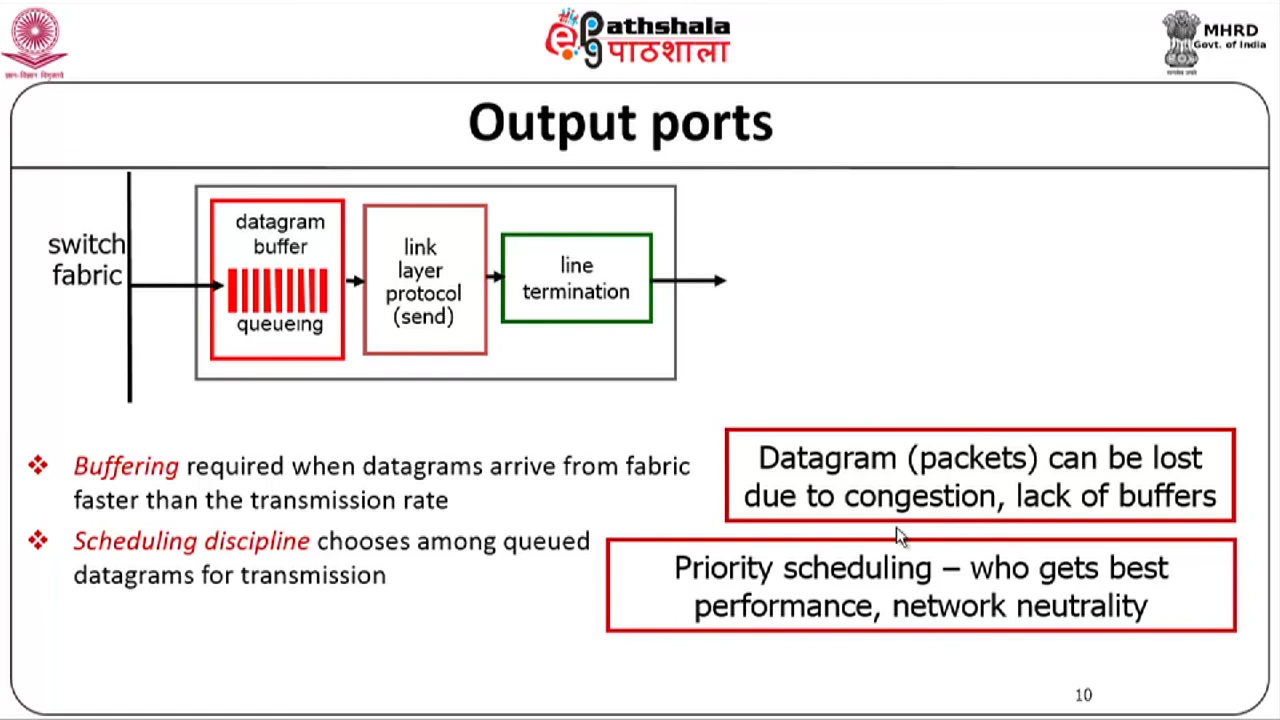 ePg Pathshala
पाठशाला
MHRD
Govt. of India
Output ports
switch
fabric
datagram
buffer
queueing
link
layer
protocol
(send)
line
termination
❖ Buffering required when datagrams arrive from fabric
faster than the transmission rate
❖ Scheduling discipline chooses among queued
datagrams for transmission
Datagram (packets) can be lost
due to congestion, lack of buffers
Priority scheduling – who gets best
performance, network neutrality
10